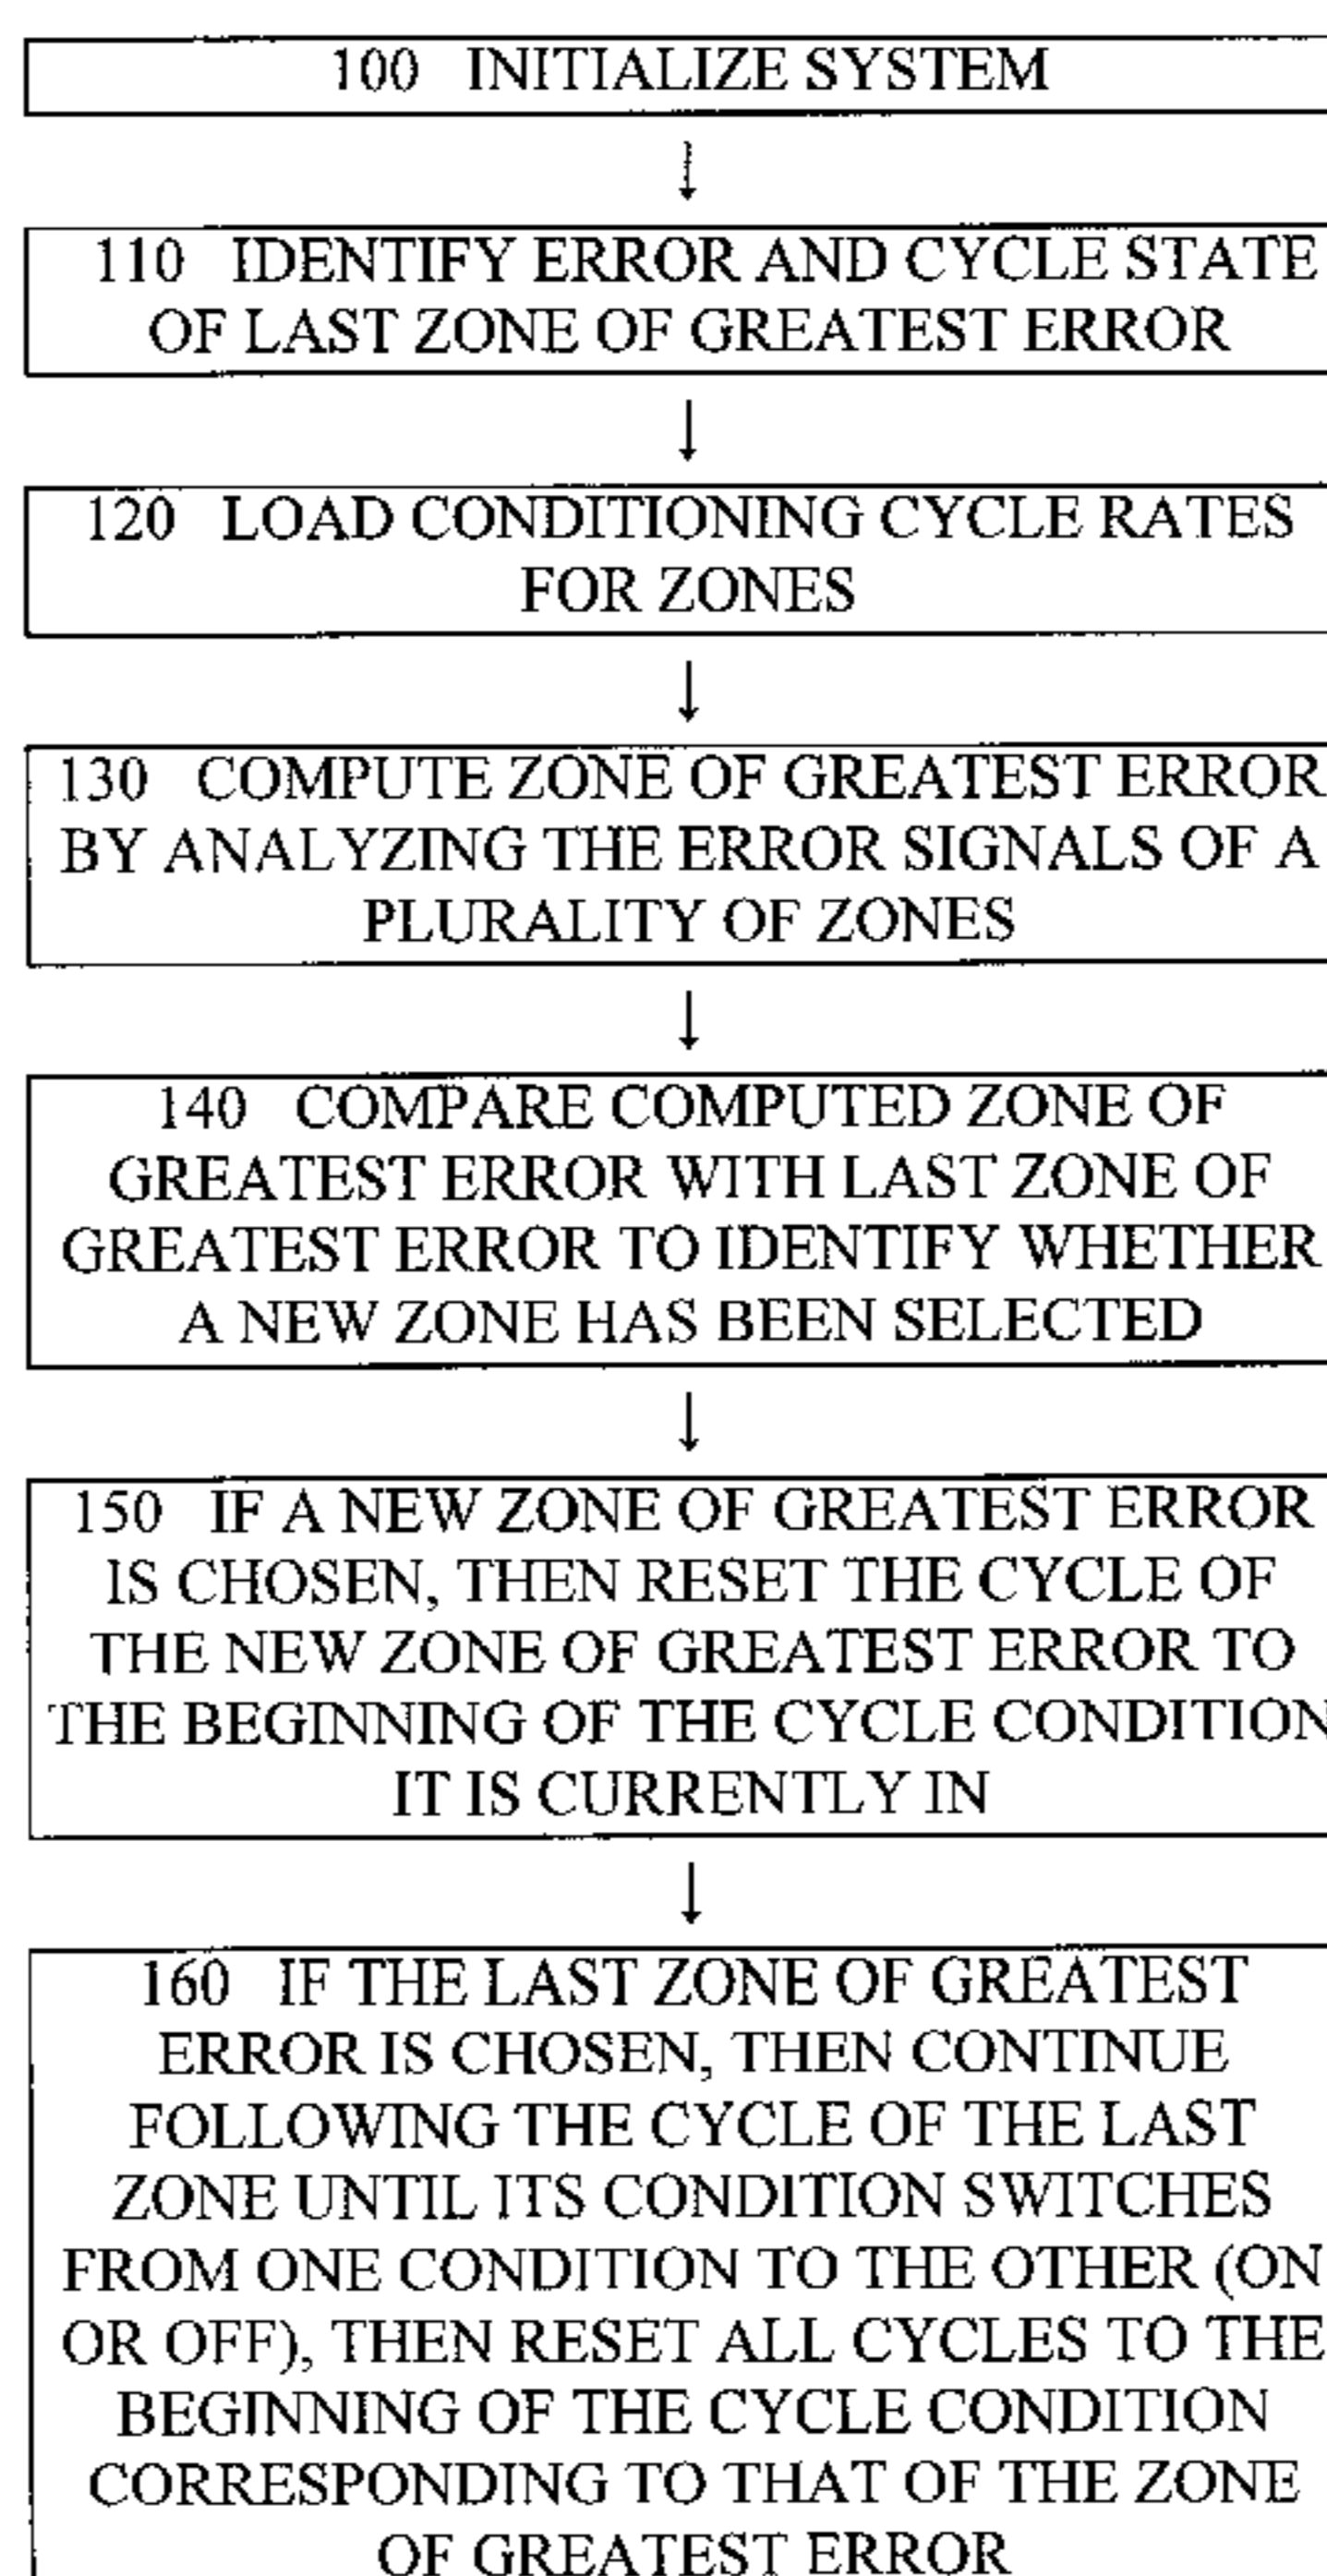 100 INITIALIZE SYSTEM
110 IDENTIFY ERROR AND CYCLE STATE
OF LAST ZONE OF GREATEST ERROR
120 LOAD CONDITIONING CYCLE RATES
FOR ZONES
130 COMPUTE ZONE OF GREATEST ERROR
BY ANALYZING THE ERROR SIGNALS OF A
PLURALITY OF ZONES
140 COMPARE COMPUTED ZONE OF
GREATEST ERROR WITH LAST ZONE OF
GREATEST ERROR TO IDENTIFY WHETHER
A NEW ZONE HAS BEEN SELECTED
150 IF A NEW ZONE OF GREATEST ERROR
IS CHOSEN, THEN RESET THE CYCLE OF
THE NEW ZONE OF GREATEST ERROR TO
THE BEGINNING OF THE CYCLE CONDITION
IT IS CURRENTLY IN
160 IF THE LAST ZONE OF GREATEST
ERROR IS CHOSEN, THEN CONTINUE
FOLLOWING THE CYCLE OF THE LAST
ZONE UNTIL ITS CONDITION SWITCHES
FROM ONE CONDITION TO THE OTHER (ON
OR OFF), THEN RESET ALL CYCLES TO THE
BEGINNING OF THE CYCLE CONDITION
CORRESPONDING TO THAT OF THE ZONE
OF GREATEST ERROR